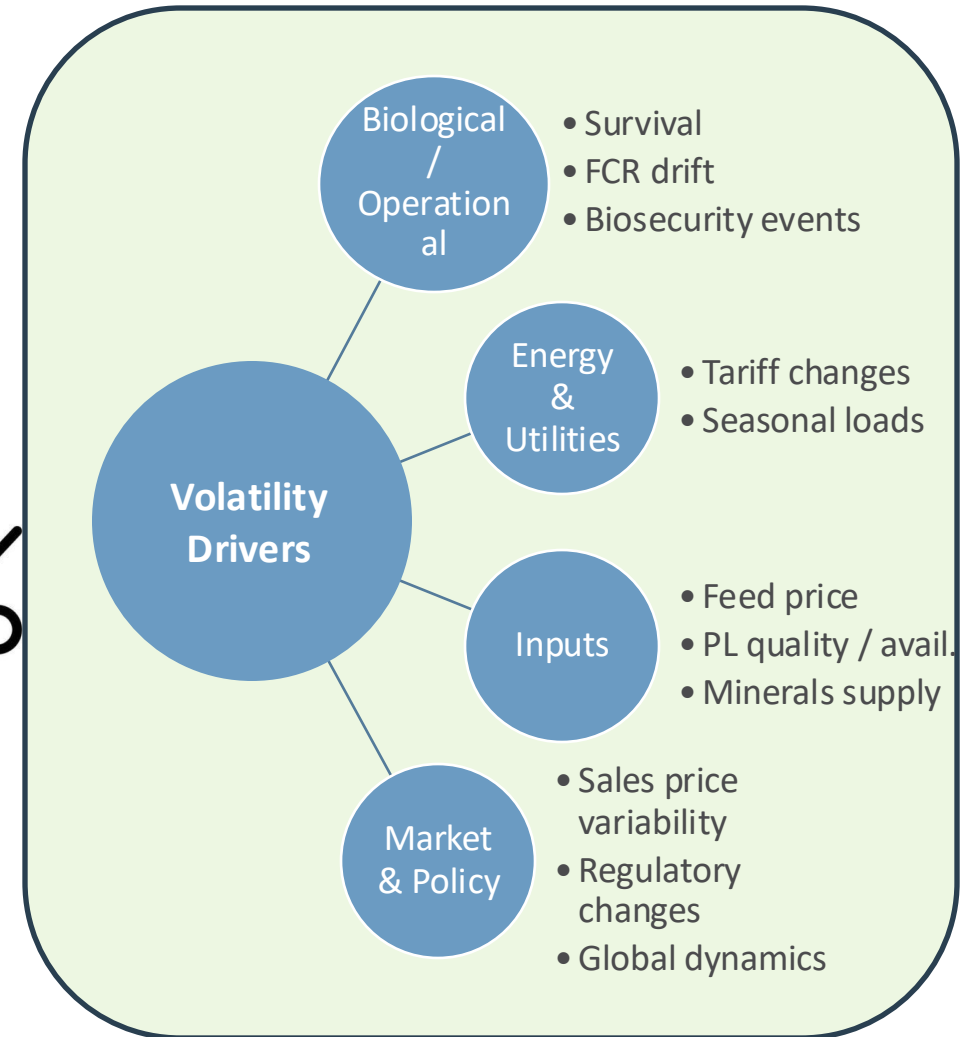 Biological
/
Operation
al
• Survival
• FCR drift
• Biosecurity events
Energy
&
Utilities
• Tariff changes
• Seasonal loads
Volatility
Drivers
Inputs
• Feed price
• PL quality / avail.
• Minerals supply
Market
& Policy
• Sales price
variability
• Regulatory
changes
• Global dynamics